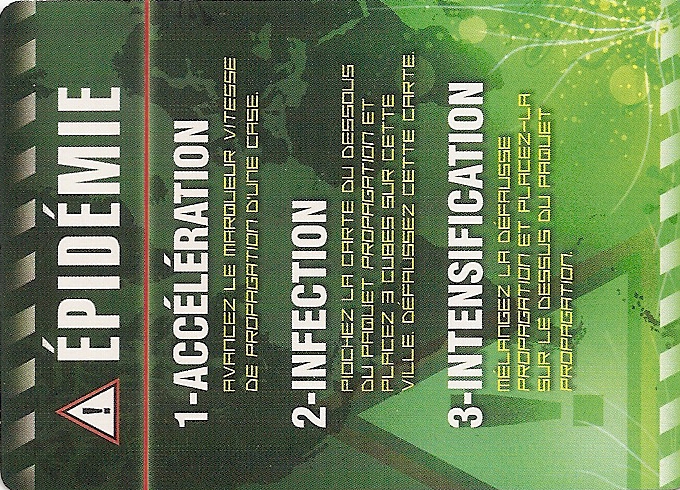 ÉPIDÉMIE
1-ACCÉLÉRATION
AVANCEZ LE MARQUEUR VITESSE
DE PROPAGATION D'UNE CASE.
2-INFECTION
PIOCHEZ LA CARTE DU DESSOUS
DU PAQUET PROPAGATION ET
PLACEZ 3 CUBES SUR CETTE
VILLE. DÉFAUSSEZ CETTE CARTE.
3-INTENSIFICATION
MÉLANGEZ LA DÉFAUSSE
PROPAGATION ET PLACEZ-LA
SUR LE DESSUS DU PAQUET
PROPAGATION.